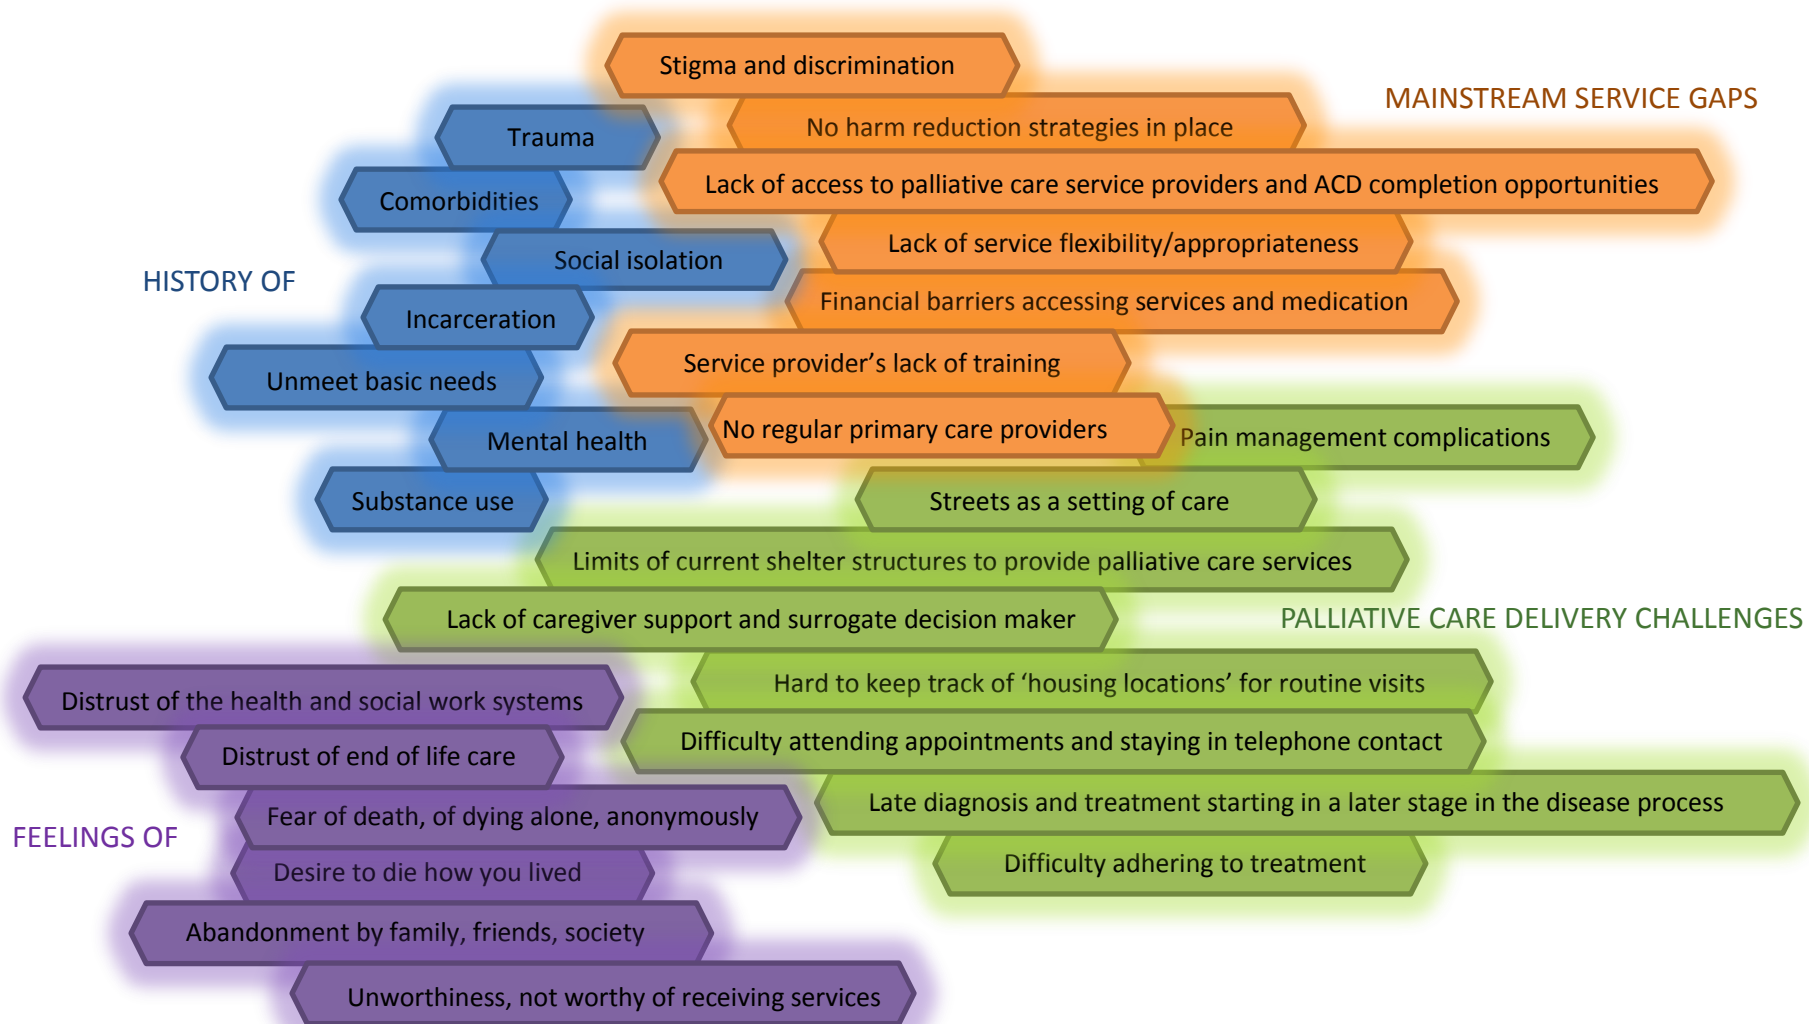 Stigma and discrimination
MAINSTREAM SERVICE GAPS
No harm reduction strategies in place
Trauma
Lack of access to palliative care service providers and ACD completion opportunities
Comorbidities
Lack of service flexibility/appropriateness
Social isolation
HISTORY OF
Financial barriers accessing services and medication
Incarceration
Service provider’s lack of training
Unmeet basic needs
No regular primary care providers
Pain management complications
Mental health
Substance use
Streets as a setting of care
Limits of current shelter structures to provide palliative care services
Lack of caregiver support and surrogate decision maker
PALLIATIVE CARE DELIVERY CHALLENGES
Hard to keep track of ‘housing locations’ for routine visits
Distrust of the health and social work systems
Difficulty attending appointments and staying in telephone contact
Distrust of end of life care
Late diagnosis and treatment starting in a later stage in the disease process
Fear of death, of dying alone, anonymously
FEELINGS OF
Difficulty adhering to treatment
Desire to die how you lived
Abandonment by family, friends, society
Unworthiness, not worthy of receiving services